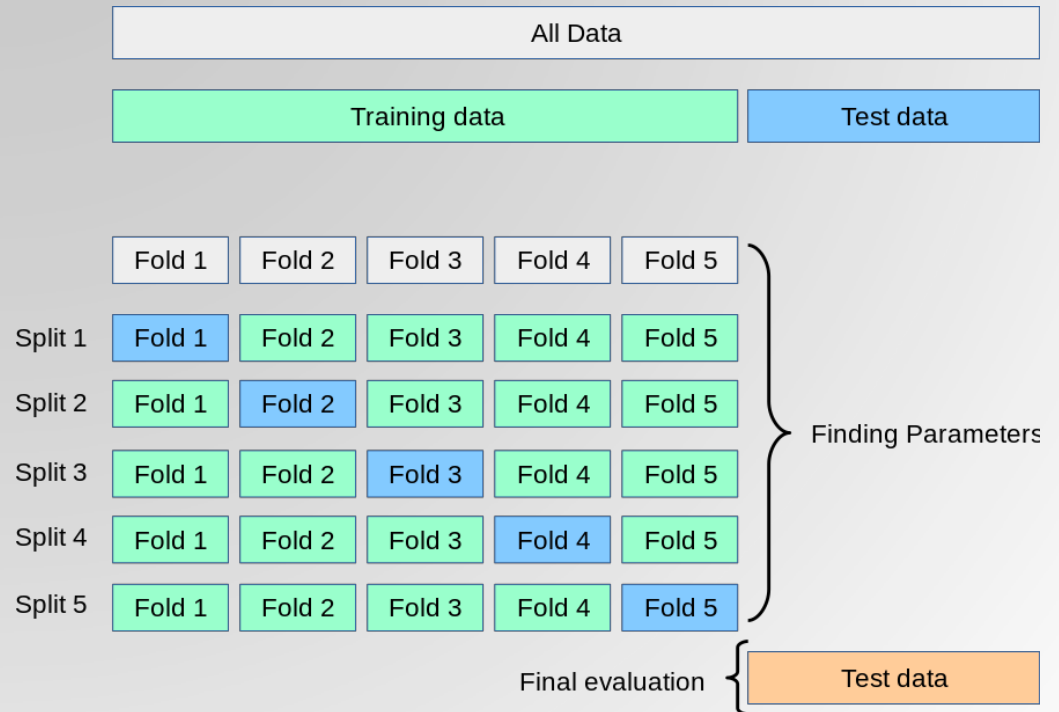 All Data
Training data Test data
Fold 1 Fold 2 Fold 3 Fold 4 Fold 5
Split 1 Fold 1 Fold 2 Fold 3 Fold 4 Fold 5
Split 2 Fold 1 Fold 2 Fold 3 Fold 4 Fold 5
Finding Parameters
Split 3 Fold 1 Fold 2 Fold 3 Fold 4 Fold 5
Split 4 Fold 1 Fold 2 Fold 3 Fold 4 Fold 5
Split 5 Fold 1 Fold 2 Fold 3 Fold 4 Fold 5
Final evaluation Test data